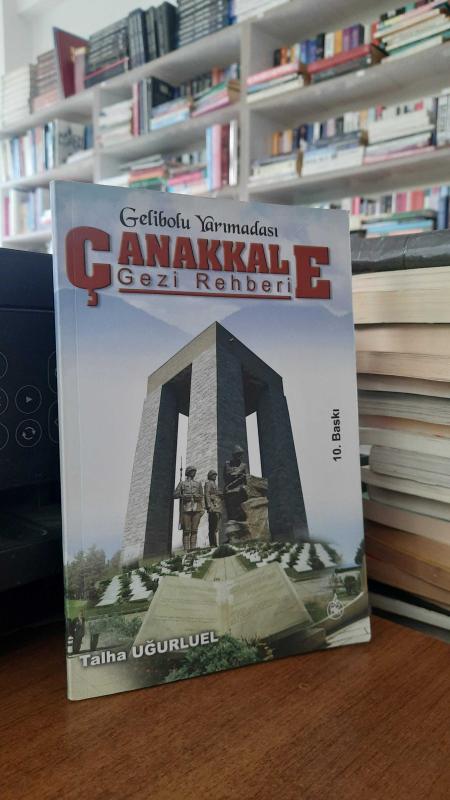 Gelibolu Yarımadası
ÇANAKKALE
Gezi Rehberi
10. Baskı
Talha UĞURLUEL